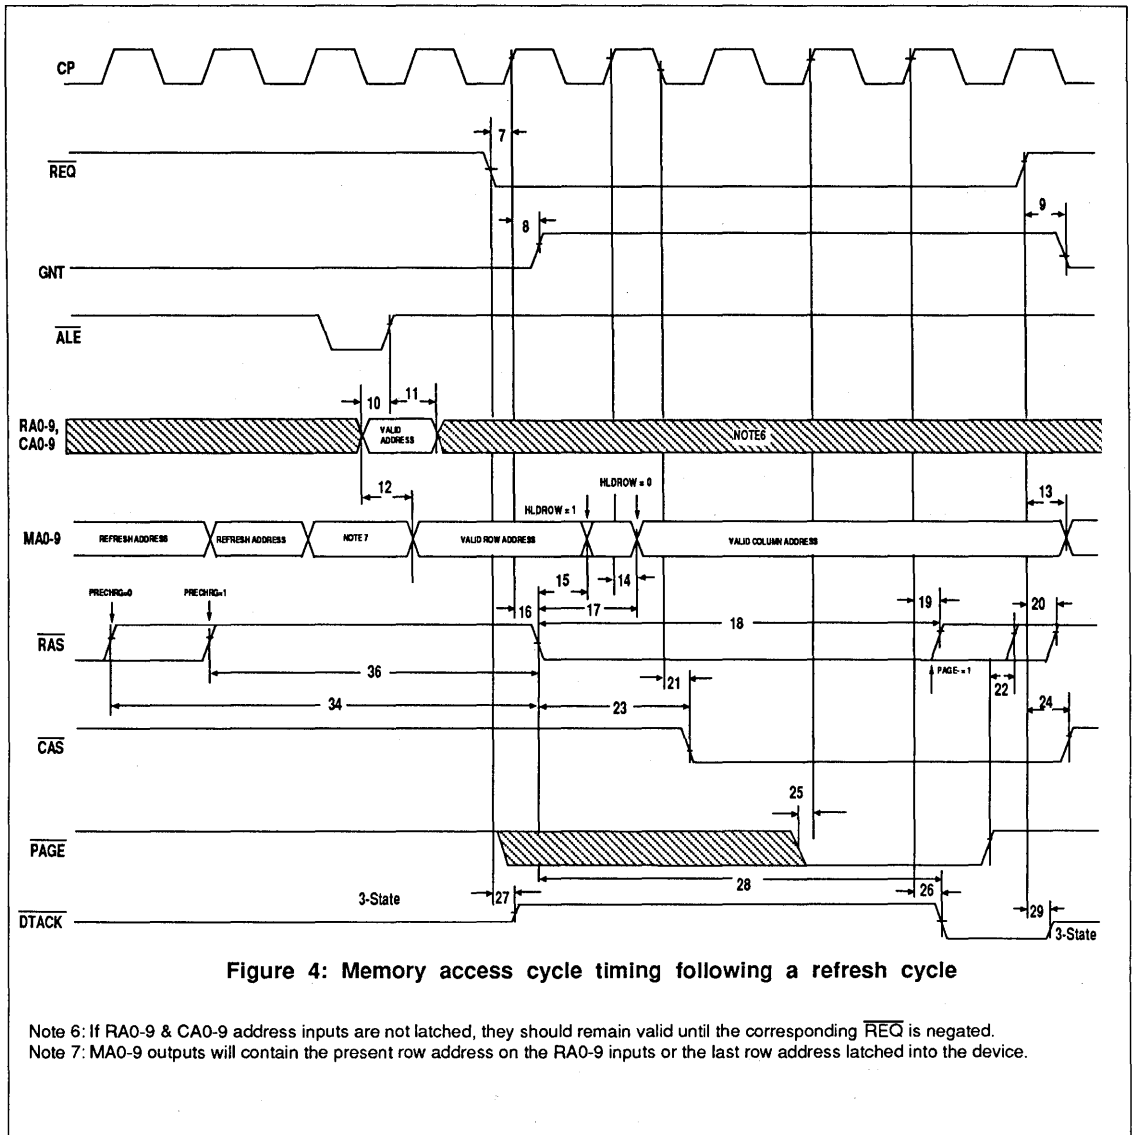 CP
7
REQ
8
9
GNT
ALE
10
11
RA0-9,
CA0-9
VALID
ADDRESS
NOTE6
12
HLDROW = 0
HLDROW = 1
13
MA0-9
REFRESH ADDRESS
REFRESH ADDRESS
NOTE 7
VALID ROW ADDRESS
VALID COLUMN ADDRESS
PRECHRG=0
PRECHRG=1
15
14
16
17
19
20
RAS
18
36
PAGE- = 1
21
22
34
23
24
CAS
25
PAGE
28
3-State
27
26
29
DTACK
3-State
Figure 4: Memory access cycle timing following a refresh cycle
Note 6: If RA0-9 & CA0-9 address inputs are not latched, they should remain valid until the corresponding REQ is negated.
Note 7: MA0-9 outputs will contain the present row address on the RA0-9 inputs or the last row address latched into the device.